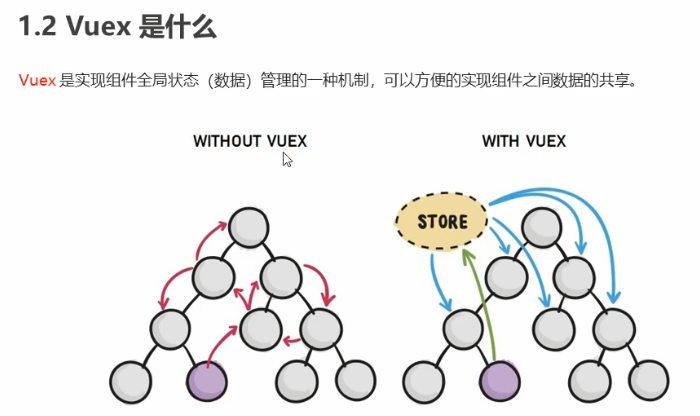 1.2 Vuex 是什么
Vuex 是实现组件全局状态（数据）管理的一种机制，可以方便的实现组件之间数据的共享。
WITHOUT VUEX
WITH VUEX
STORE